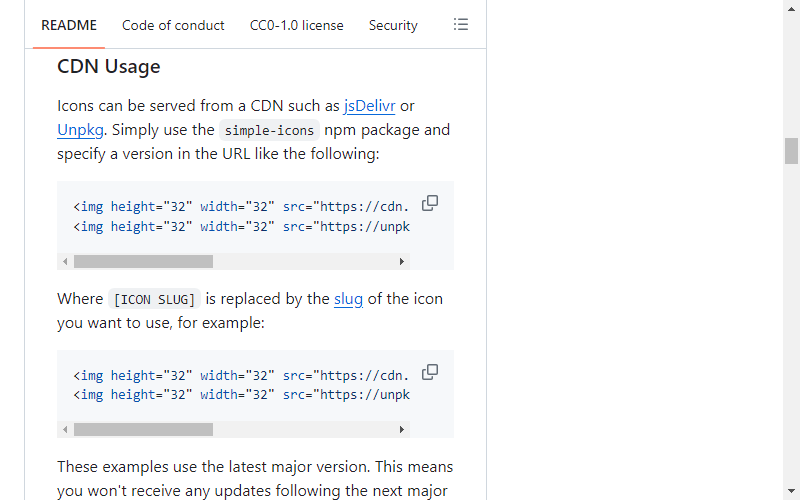 README Code of conduct CC0-1.0 license Security
CDN Usage
Icons can be served from a CDN such as jsDelivr or
Unpkg. Simply use the simple-icons npm package and
specify a version in the URL like the following:
<img height="32" width="32" src="https://cdn.
<img height="32" width="32" src="https://unpk
Where [ICON SLUG] is replaced by the slug of the icon
you want to use, for example:
<img height="32" width="32" src="https://cdn.
<img height="32" width="32" src="https://unpk
These examples use the latest major version. This means
you won't receive any updates following the next major